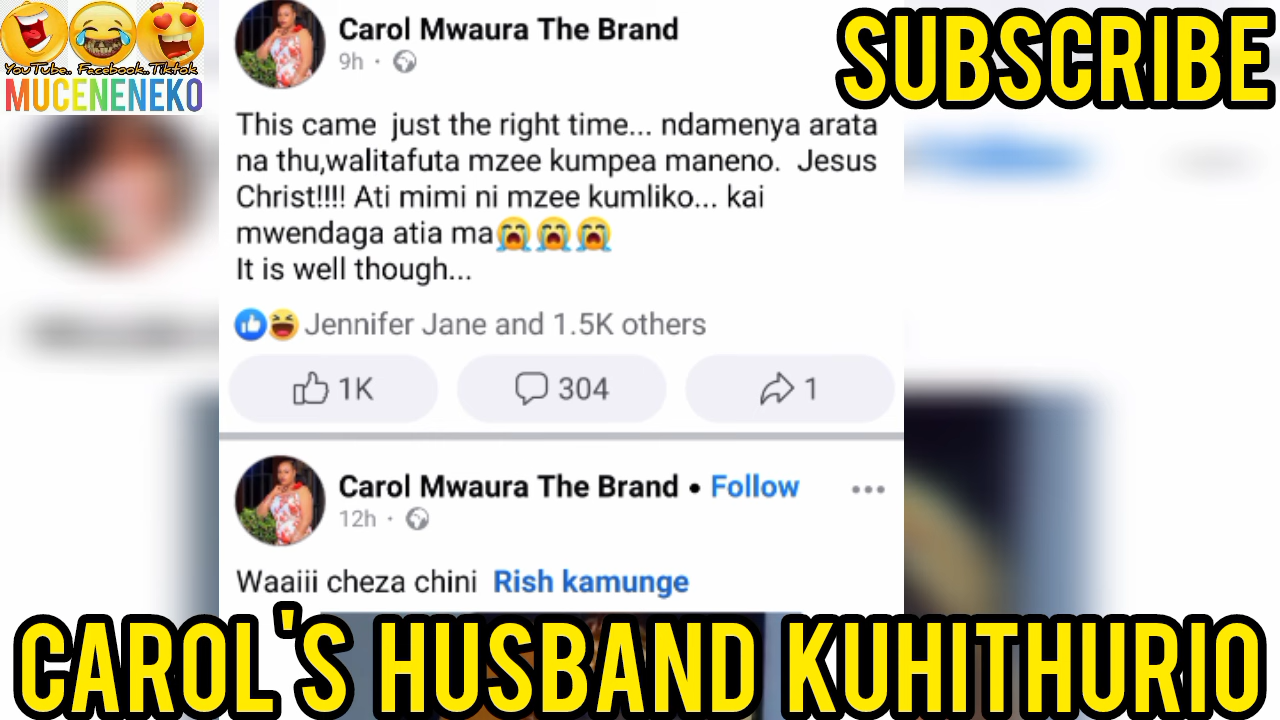 YouTube.. Facebook..Tiktok
MUCENENEKO
SUBSCRIBE
Carol Mwaura The Brand
9h ·
This came just the right time... ndamenya arata
na thu,walitafuta mzee kumpea maneno. Jesus
Christ!!!! Ati mimi ni mzee kumliko... kai
mwendaga atia ma😭😭😭
It is well though...
Jennifer Jane and 1.5K others
1K
304
1
Carol Mwaura The Brand • Follow
12h ·
Waaiii cheza chini Rish kamunge
CAROL'S HUSBAND KUHITHURIO